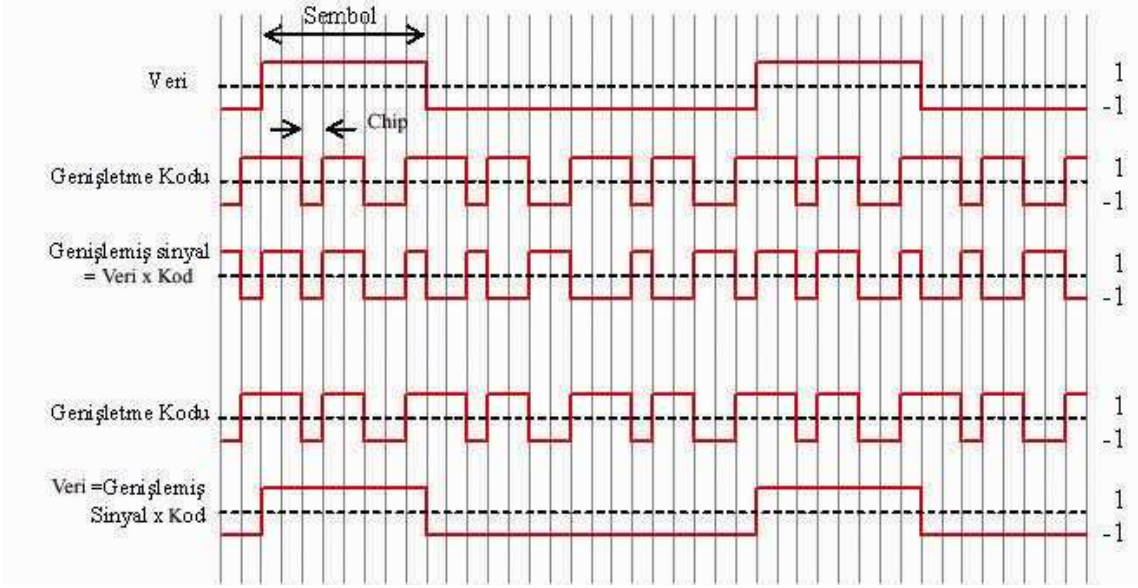 Sembol
Veri
1
-1
Chip
Genişletme Kodu
1
-1
Genişlemiş sinyal
= Veri x Kod
1
-1
Genişletme Kodu
1
-1
Veri =Genişlemiş
Sinyal x Kod
1
-1